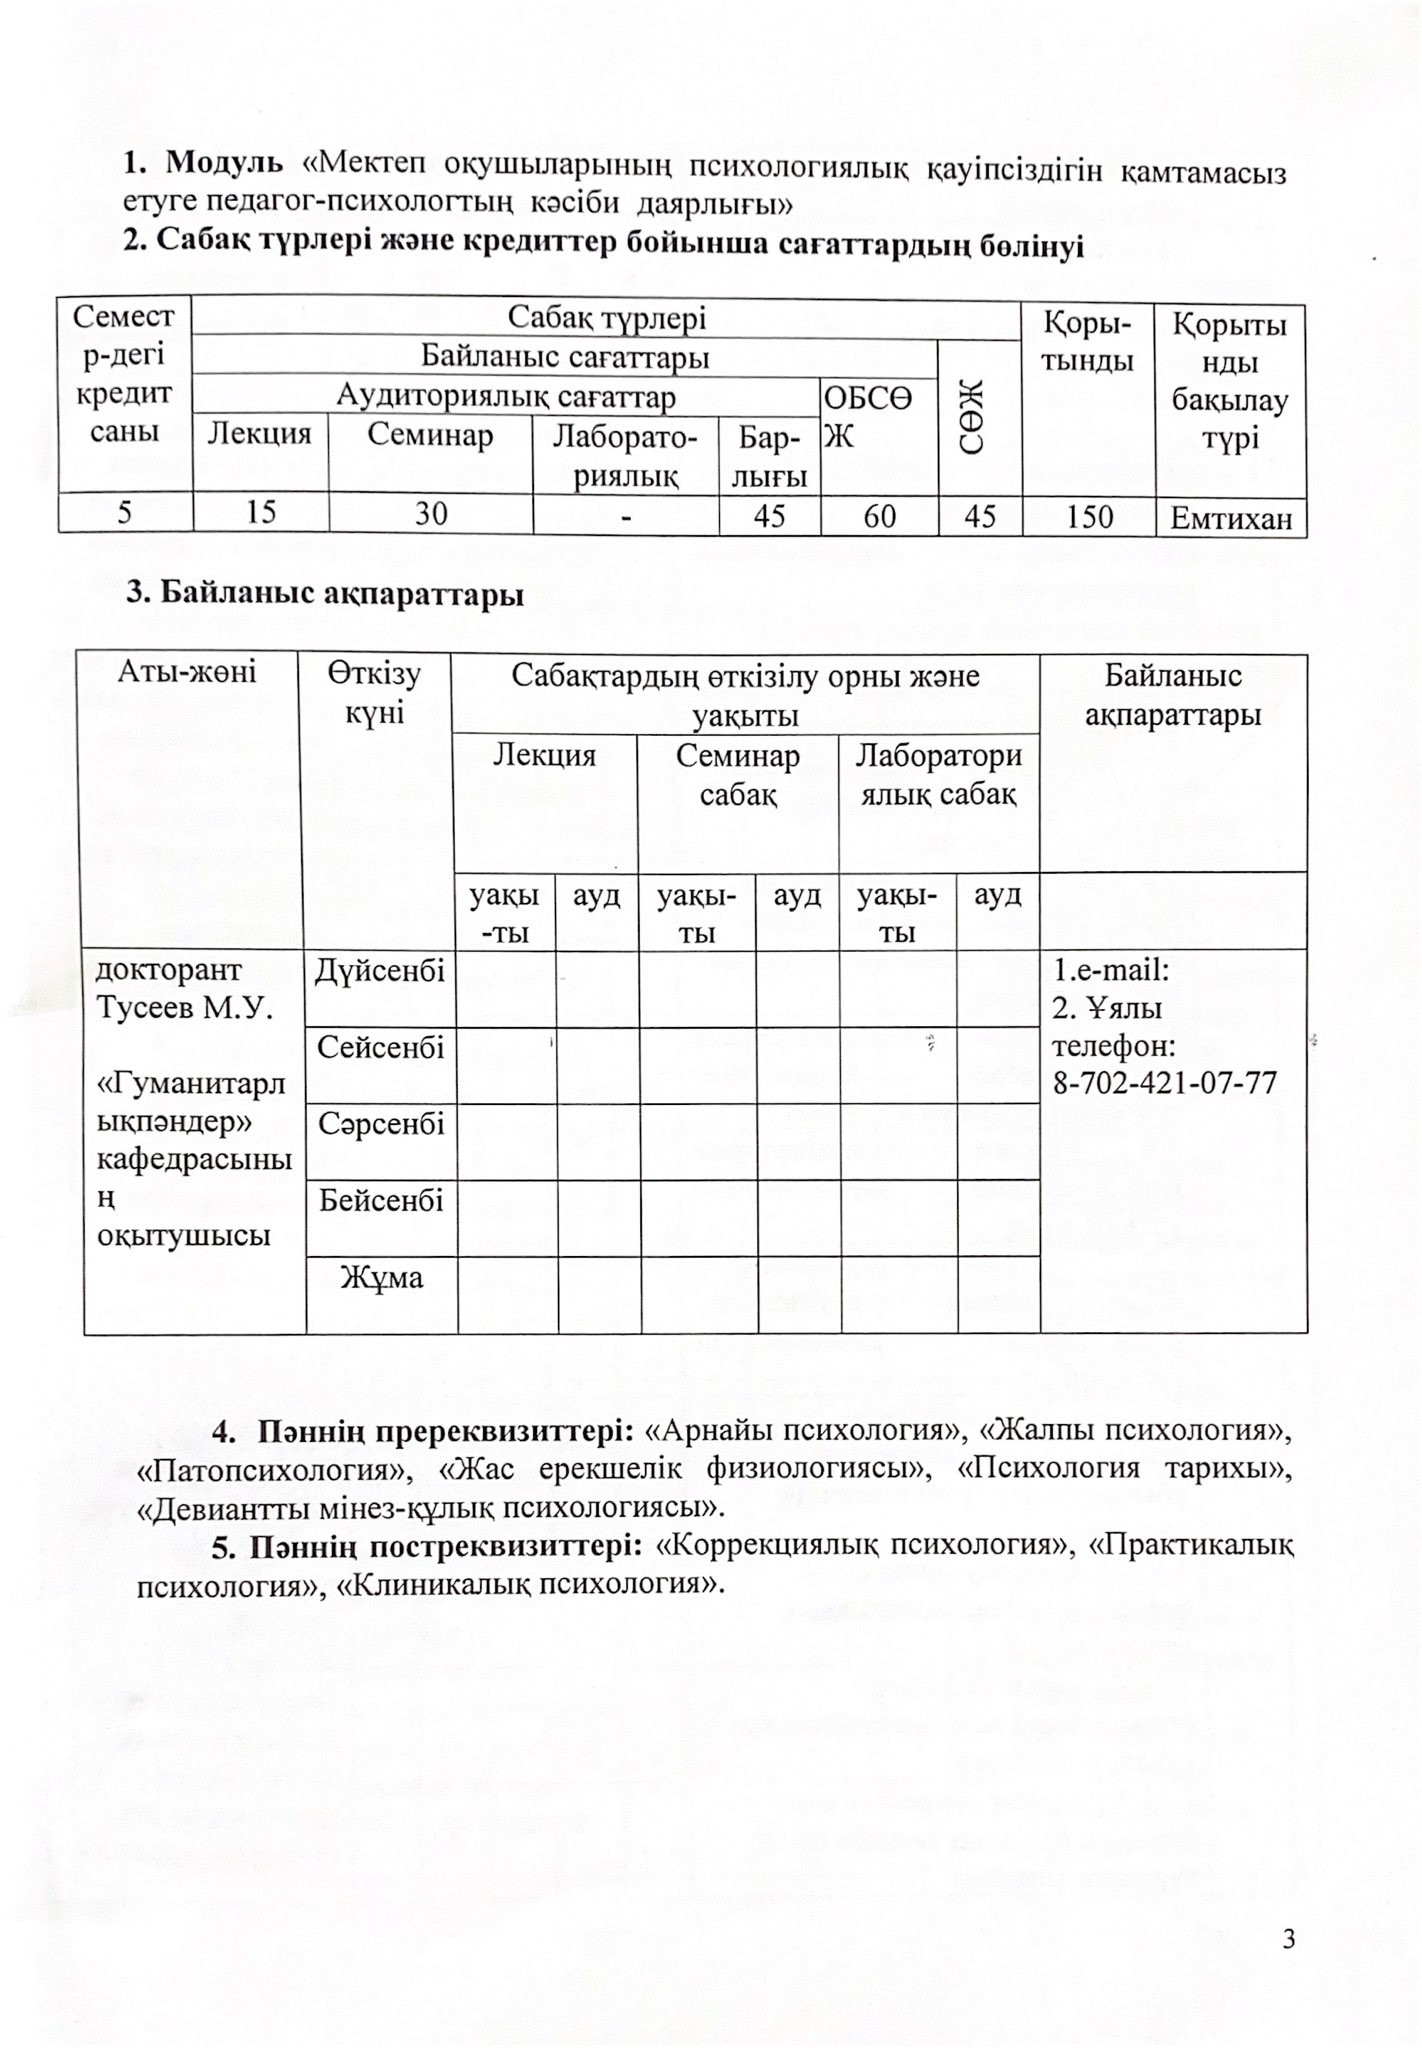 1. Модуль «Мектеп оқушыларының психологиялық қауіпсіздігін қамтамасыз
етуге педагог-психологтың кәсіби даярлығы»
2. Сабақ түрлері және кредиттер бойынша сағаттардың бөлінуі
Семест
р-дегі
кредит
саны
Сабақ түрлері
Қоры-
тынды
Қорыты
нды
бақылау
түрі
Байланыс сағаттары
СӨЖ
Аудиториялық сағаттар
ОБСӨ
Ж
Лекция
Семинар
Лаборато-
риялық
Бар-
лығы
5 15 30 - 45 60 45 150 Емтихан
3. Байланыс ақпараттары
Аты-жөні
Өткізу
күні
Сабақтардың өткізілу орны және
уақыты
Байланыс
ақпараттары
Лекция
Семинар
сабақ
Лаборатори
ялық сабақ
уақы
-ты
ауд
уақы-
ты
ауд
уақы-
ты
ауд
докторант
Тусеев М.У.
«Гуманитарл
ықпәндер»
кафедрасыны
ң
оқытушысы
Дүйсенбі
Сейсенбі
Сәрсенбі
Бейсенбі
Жұма
1.e-mail:
2. Ұялы
телефон:
8-702-421-07-77
4. Пәннің пререквизиттері: «Арнайы психология», «Жалпы психология»,
«Патопсихология», «Жас ерекшелік физиологиясы», «Психология тарихы»,
«Девиантты мінез-құлық психологиясы».
5. Пәннің постреквизиттері: «Коррекциялық психология», «Практикалық
психология», «Клиникалық психология».
3